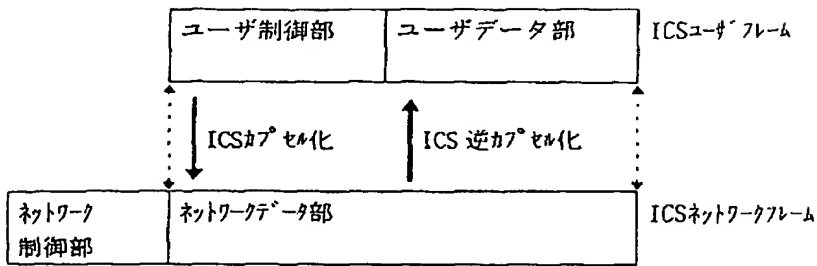 ユーザ制御部 ユーザデータ部 ICSﾕｰｻﾞﾌﾚｰﾑ
ICSｶﾌﾟｾﾙ化 ICS 逆ｶﾌﾟｾﾙ化
ﾈｯﾄﾜｰｸ ﾈｯﾄﾜｰｸﾃﾞｰﾀ部 ICSﾈｯﾄﾜｰｸﾌﾚｰﾑ
制御部